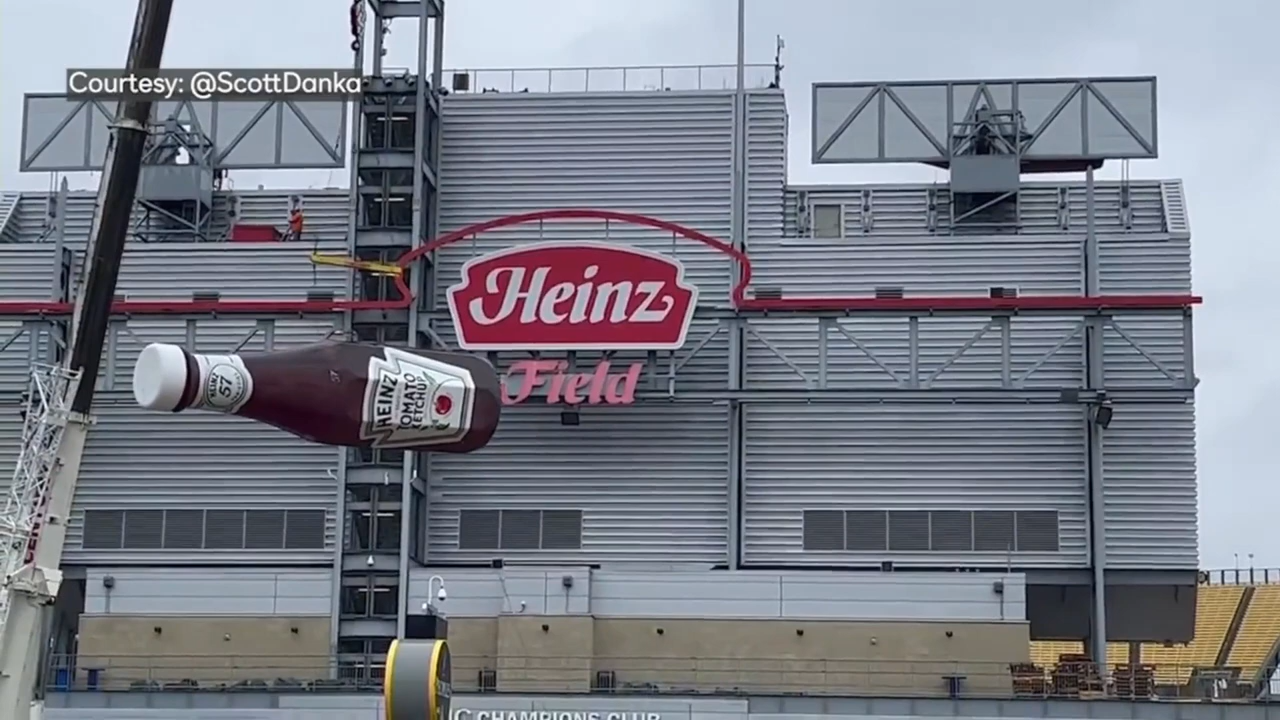 Courtesy: @ScottDanka
Heinz
Field
HEINZ
57
HEINZ
TOMATO
KETCHUP
CHAMPIONS CLUB